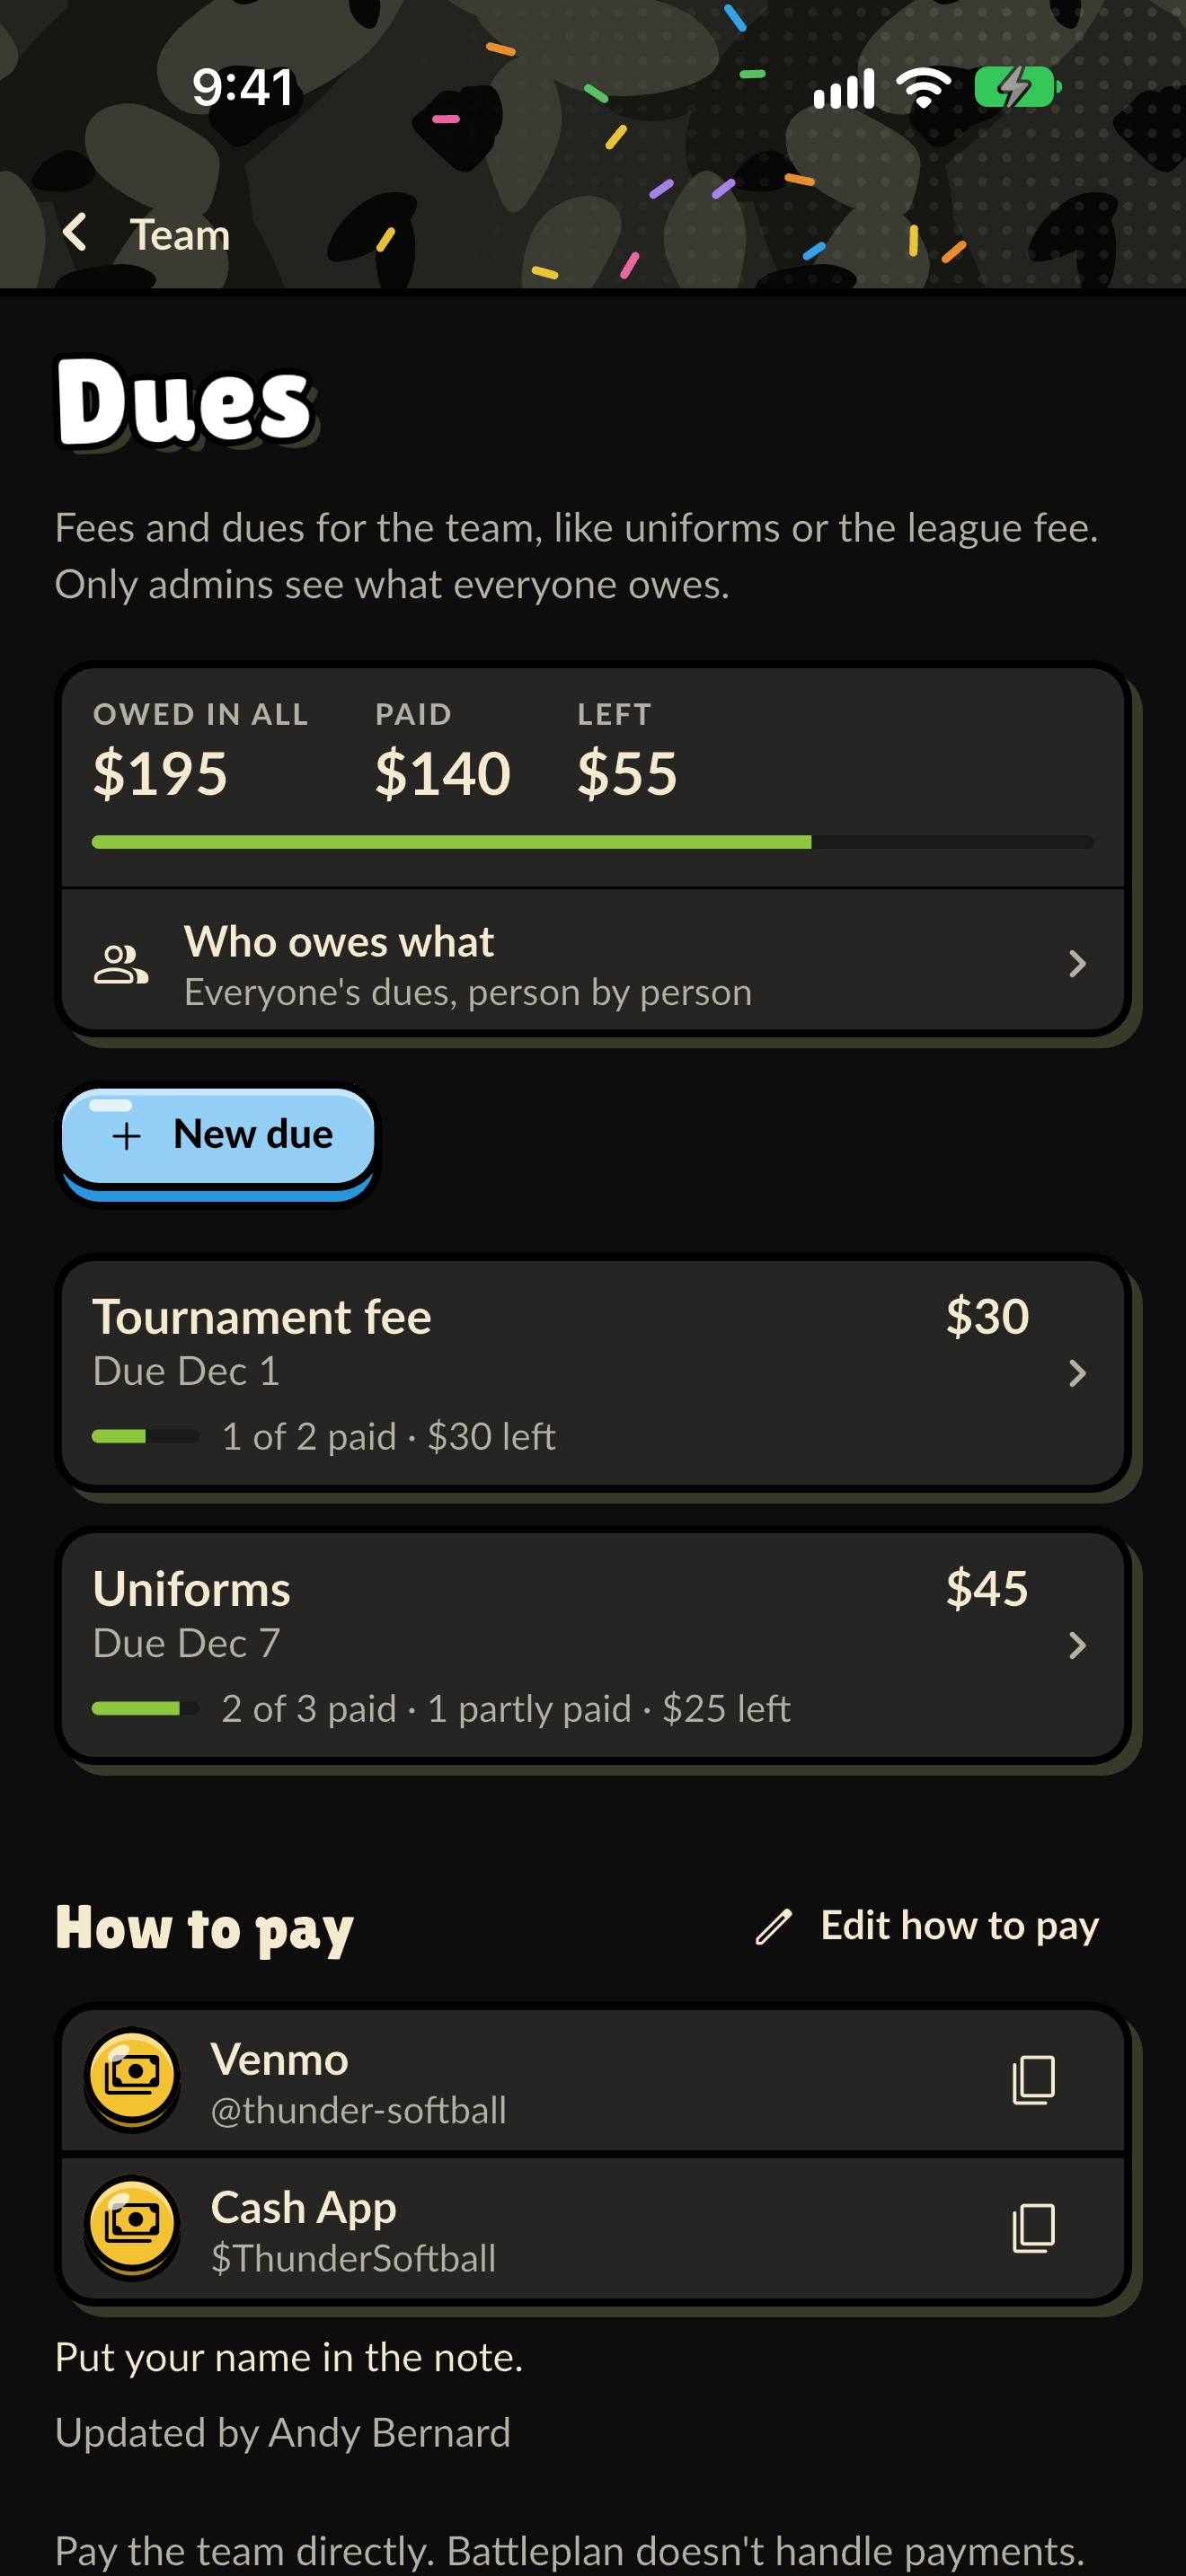 9:41
Team
Dues
Fees and dues for the team, like uniforms or the league fee.
Only admins see what everyone owes.
OWED IN ALL PAID LEFT
$195 $140 $55
Who owes what
Everyone's dues, person by person
New due
Tournament fee $30
Due Dec 1
1 of 2 paid · $30 left
Uniforms $45
Due Dec 7
2 of 3 paid · 1 partly paid · $25 left
How to pay Edit how to pay
Venmo
@thunder-softball
Cash App
$ThunderSoftball
Put your name in the note.
Updated by Andy Bernard
Pay the team directly. Battleplan doesn't handle payments.